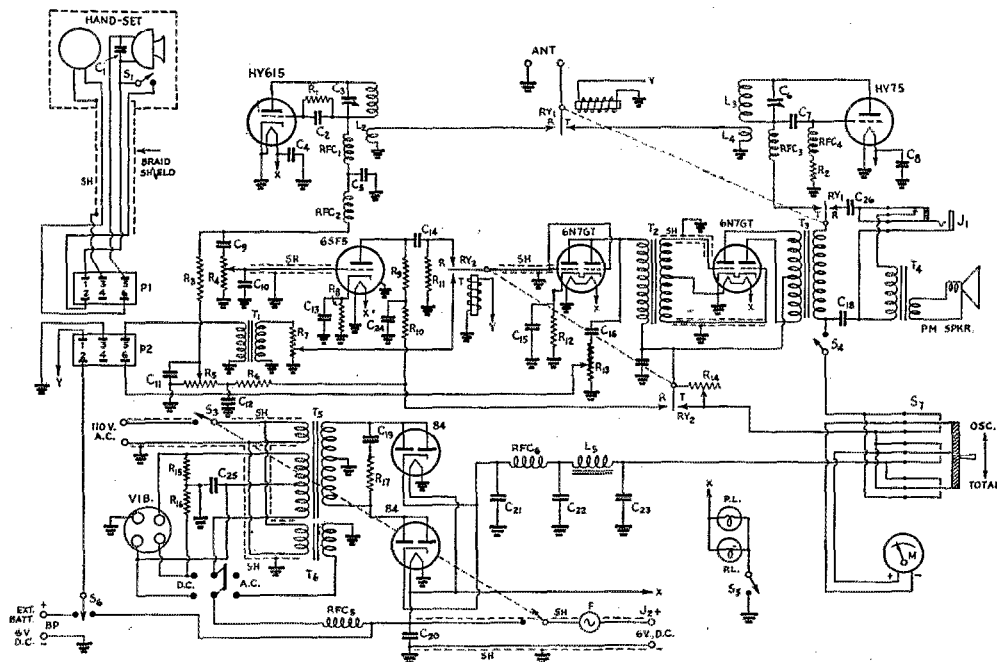 HAND-SET
C1
S1
BRAID
SHIELD
SH
P1
1 3 5
2 4 6
P2
1 3 5
2 4 6
Y
HY615
R1
C3
C2
L2
C4
X
RFC1
C5
RFC2
ANT
Y
RY1
R T
L3
L4
C6
C7
HY75
RFC3
RFC4
R2
C8
RY1
T R
C26
J1
T3
T4
C18
PM SPKR.
6SF5
C9
R3
R4
C10
SH
R8
C13
X
C24
R9
R10
C14
R11
RY2
R
T
Y
T1
R7
6N7GT
SH
X
C15
R12
C16
R13
T2
SH
6N7GT
X
C11
R5
R6
C12
R14
R T
RY2
S4
S7
OSC.
TOTAL
110 V.
A.C.
S3
SH
T5
C19
R17
84
84
R15
R16
C25
VIB.
SH
T6
D.C.
A.C.
RFC6
L5
C21
C22
C23
X
P.L.
P.L.
S5
M
+ -
S6
EXT.
BATT.
+
BP
6V
D.C.
-
RFC5
C20
X
SH
F
J2+
6V., D.C.
-
SH